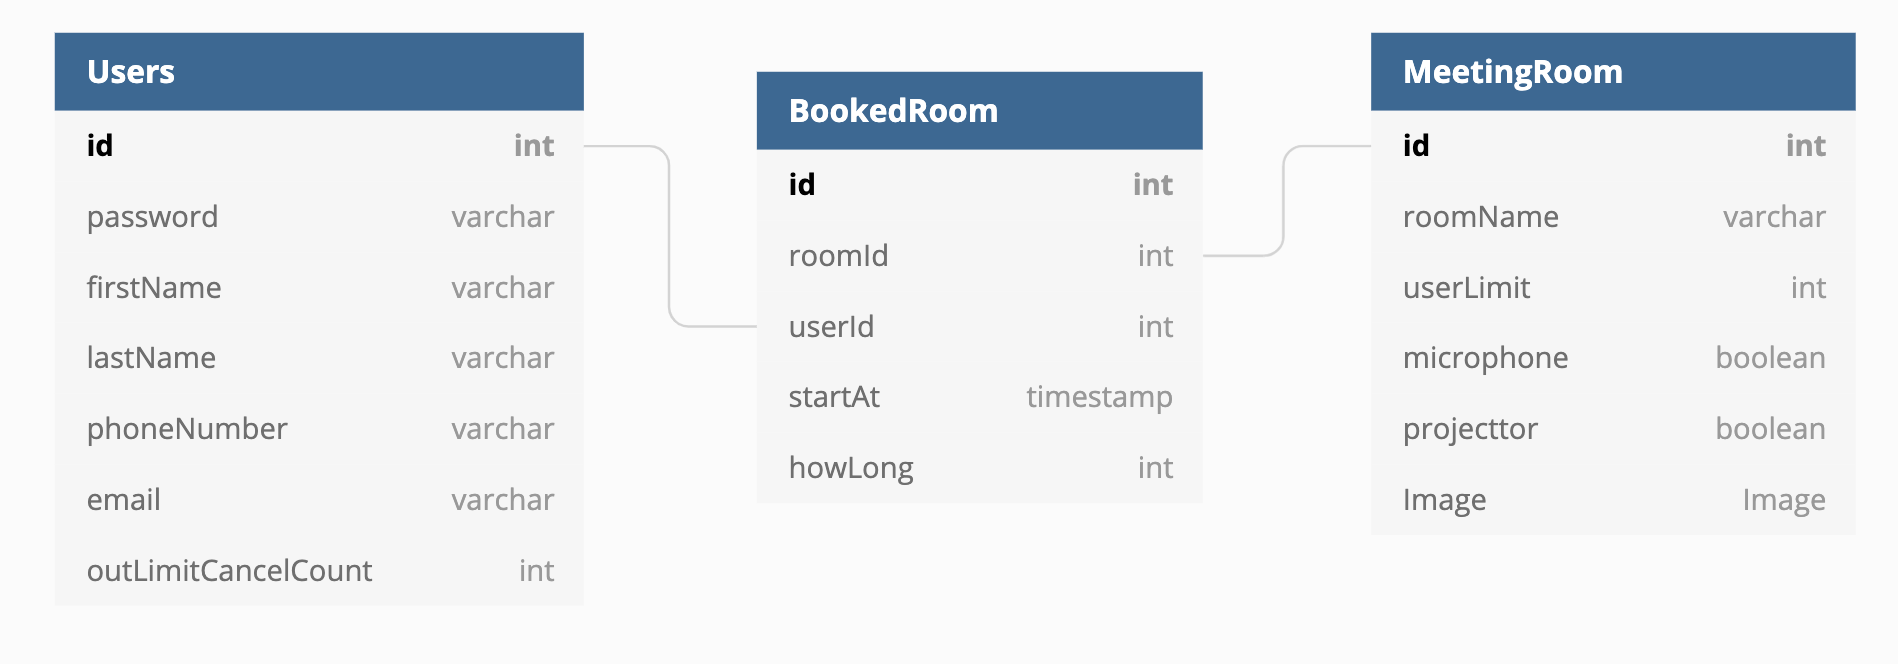 Users
id int
password varchar
firstName varchar
lastName varchar
phoneNumber varchar
email varchar
outLimitCancelCount int
BookedRoom
id int
roomId int
userId int
startAt timestamp
howLong int
MeetingRoom
id int
roomName varchar
userLimit int
microphone boolean
projecttor boolean
Image Image